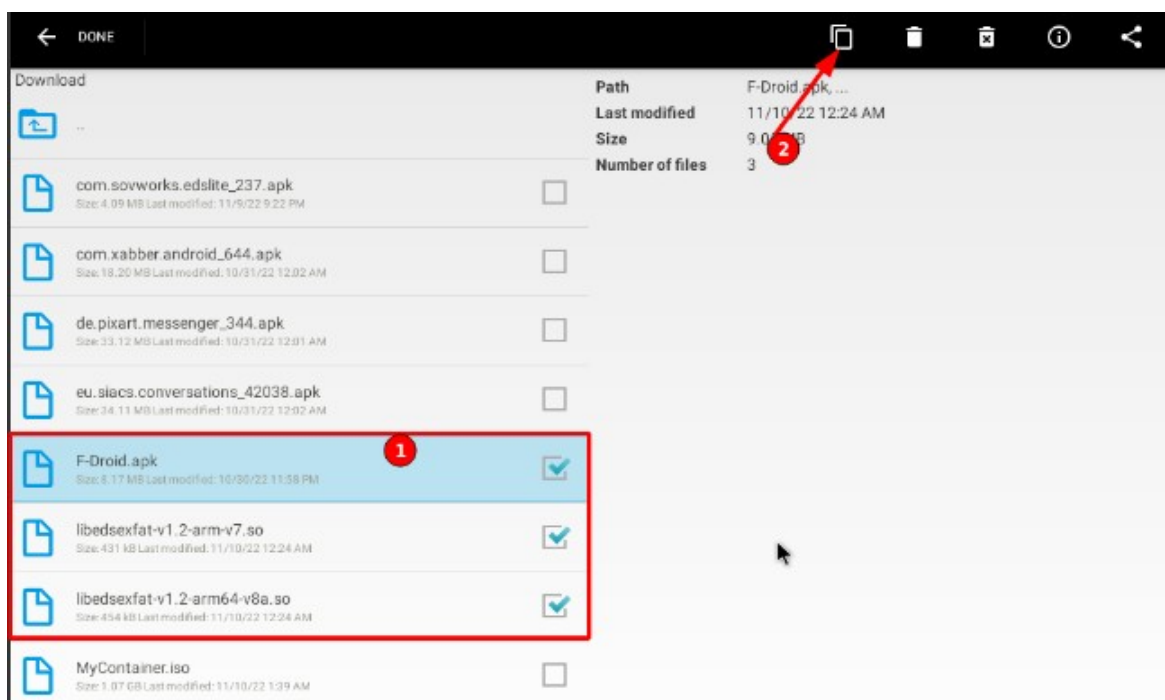 DONE
Download
..
com.sovworks.edslite_237.apk
Size: 4.09 MB Last modified: 11/9/22 9:22 PM
com.xabber.android_644.apk
Size: 18.20 MB Last modified: 10/31/22 12:02 AM
de.pixart.messenger_344.apk
Size: 33.12 MB Last modified: 10/31/22 12:01 AM
eu.siacs.conversations_42038.apk
Size: 34.11 MB Last modified: 10/31/22 12:02 AM
1
F-Droid.apk
Size: 8.17 MB Last modified: 10/30/22 11:58 PM
libedsexfat-v1.2-arm-v7.so
Size: 431 kB Last modified: 11/10/22 12:24 AM
libedsexfat-v1.2-arm64-v8a.so
Size: 454 kB Last modified: 11/10/22 12:24 AM
MyContainer.iso
Size: 1.07 GB Last modified: 11/10/22 1:39 AM
Path F-Droid.apk, ...
Last modified 11/10/22 12:24 AM
Size
2
Number of files 3